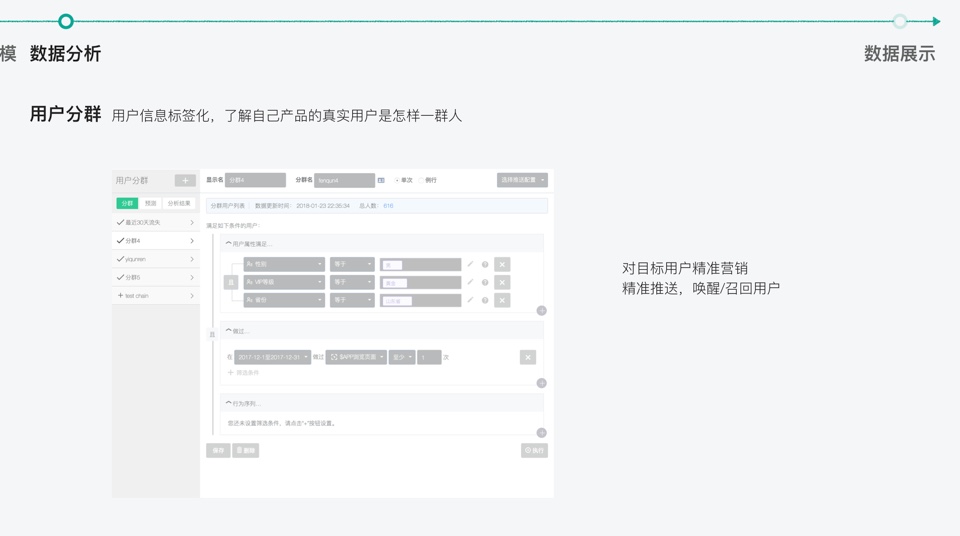 模 数据分析 数据展示
用户分群 用户信息标签化，了解自己产品的真实用户是怎样一群人
用户分群 +
显示名 分群4 分群名 fenqun4 单次 例行 选择推送配置
分群 预测 分析结果
分群用户列表 数据更新时间： 2018-01-23 22:35:34 总人数： 616
最近30天流失
满足如下条件的用户：
分群4
用户属性满足...
yiqunren
性别 等于
对目标用户精准营销
分群5
且 VIP等级 等于
精准推送，唤醒/召回用户
+ test chain
省份 等于 山东省
且
做过...
在 2017-12-1至2017-12-31 做过 $APP浏览页面 至少 1 次
+ 筛选条件
行为序列...
您还未设置筛选条件，请点击"+"按钮设置。
保存 删除 执行